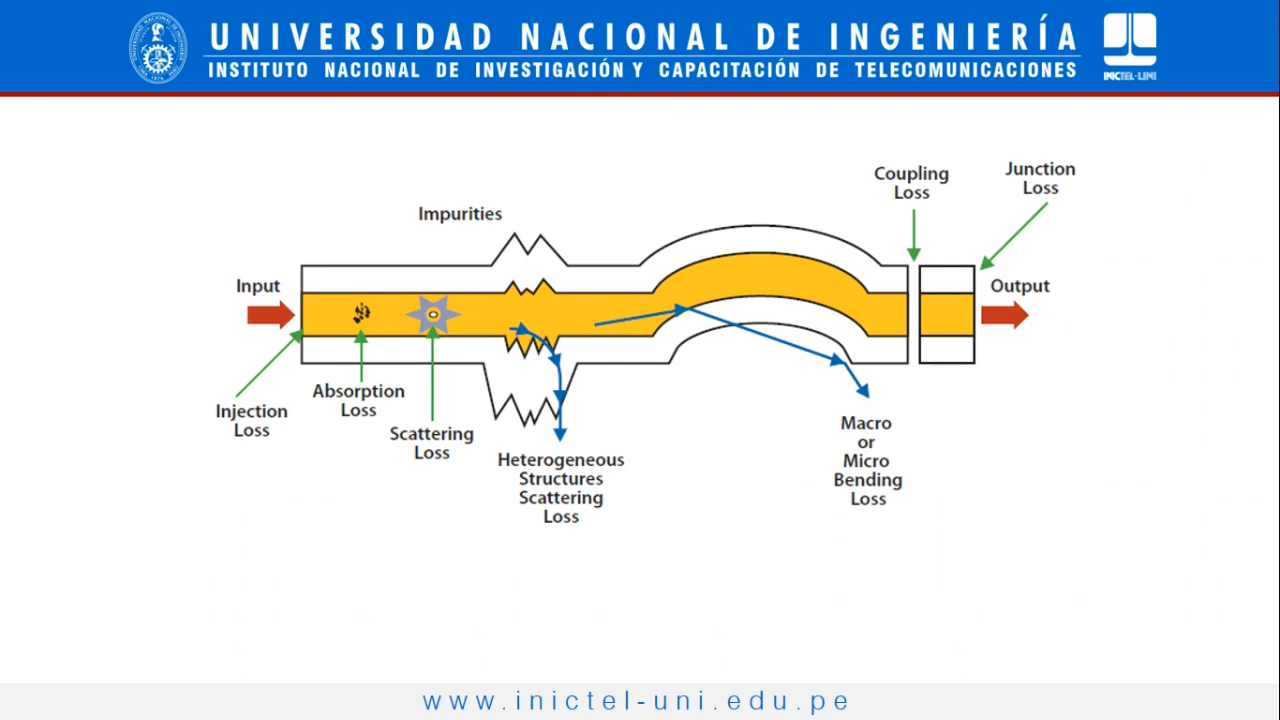 UNIVERSIDAD NACIONAL DE INGENIERÍA
INSTITUTO NACIONAL DE INVESTIGACIÓN Y CAPACITACIÓN DE TELECOMUNICACIONES
INICTEL-UNI
Coupling
Loss
Junction
Loss
Impurities
Input
Output
Injection
Loss
Absorption
Loss
Scattering
Loss
Heterogeneous
Structures
Scattering
Loss
Macro
or
Micro
Bending
Loss
www.inictel-uni.edu.pe